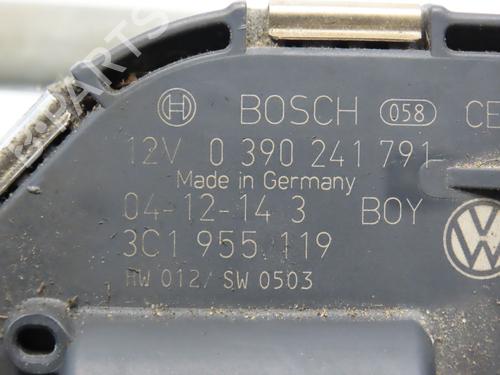 BOSCH 058 CE
12V 0 390 241 791
Made in Germany
04-12-14 3 BOY
3C1 955 119
HW 012/ SW 0503
PARTS